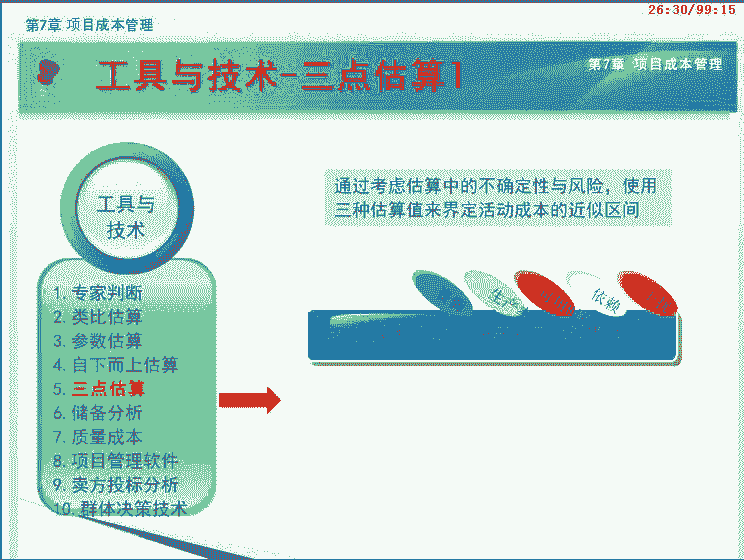 26:30/99:15
第7章 项目成本管理
工具与技术-三点估算1
第7章 项目成本管理
工具与
技术
通过考虑估算中的不确定性与风险，使用
三种估算值来界定活动成本的近似区间
1.专家判断
2.类比估算
3.参数估算
4.自下而上估算
5.三点估算
6.储备分析
7.质量成本
8.项目管理软件
9.卖方投标分析
10.群体决策技术
生产
依赖